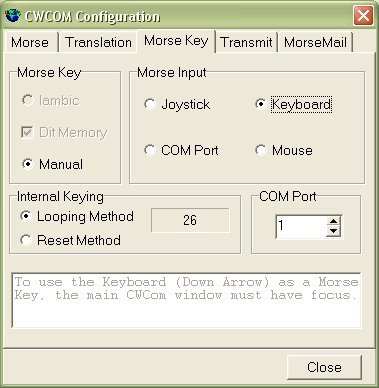 CWCOM Configuration
Morse Translation Morse Key Transmit MorseMail
Morse Key
Iambic
Dit Memory
Manual
Morse Input
Joystick
Keyboard
COM Port
Mouse
Internal Keying
Looping Method
26
Reset Method
COM Port
1
To use the Keyboard (Down Arrow) as a Morse
Key, the main CWCom window must have focus.
Close